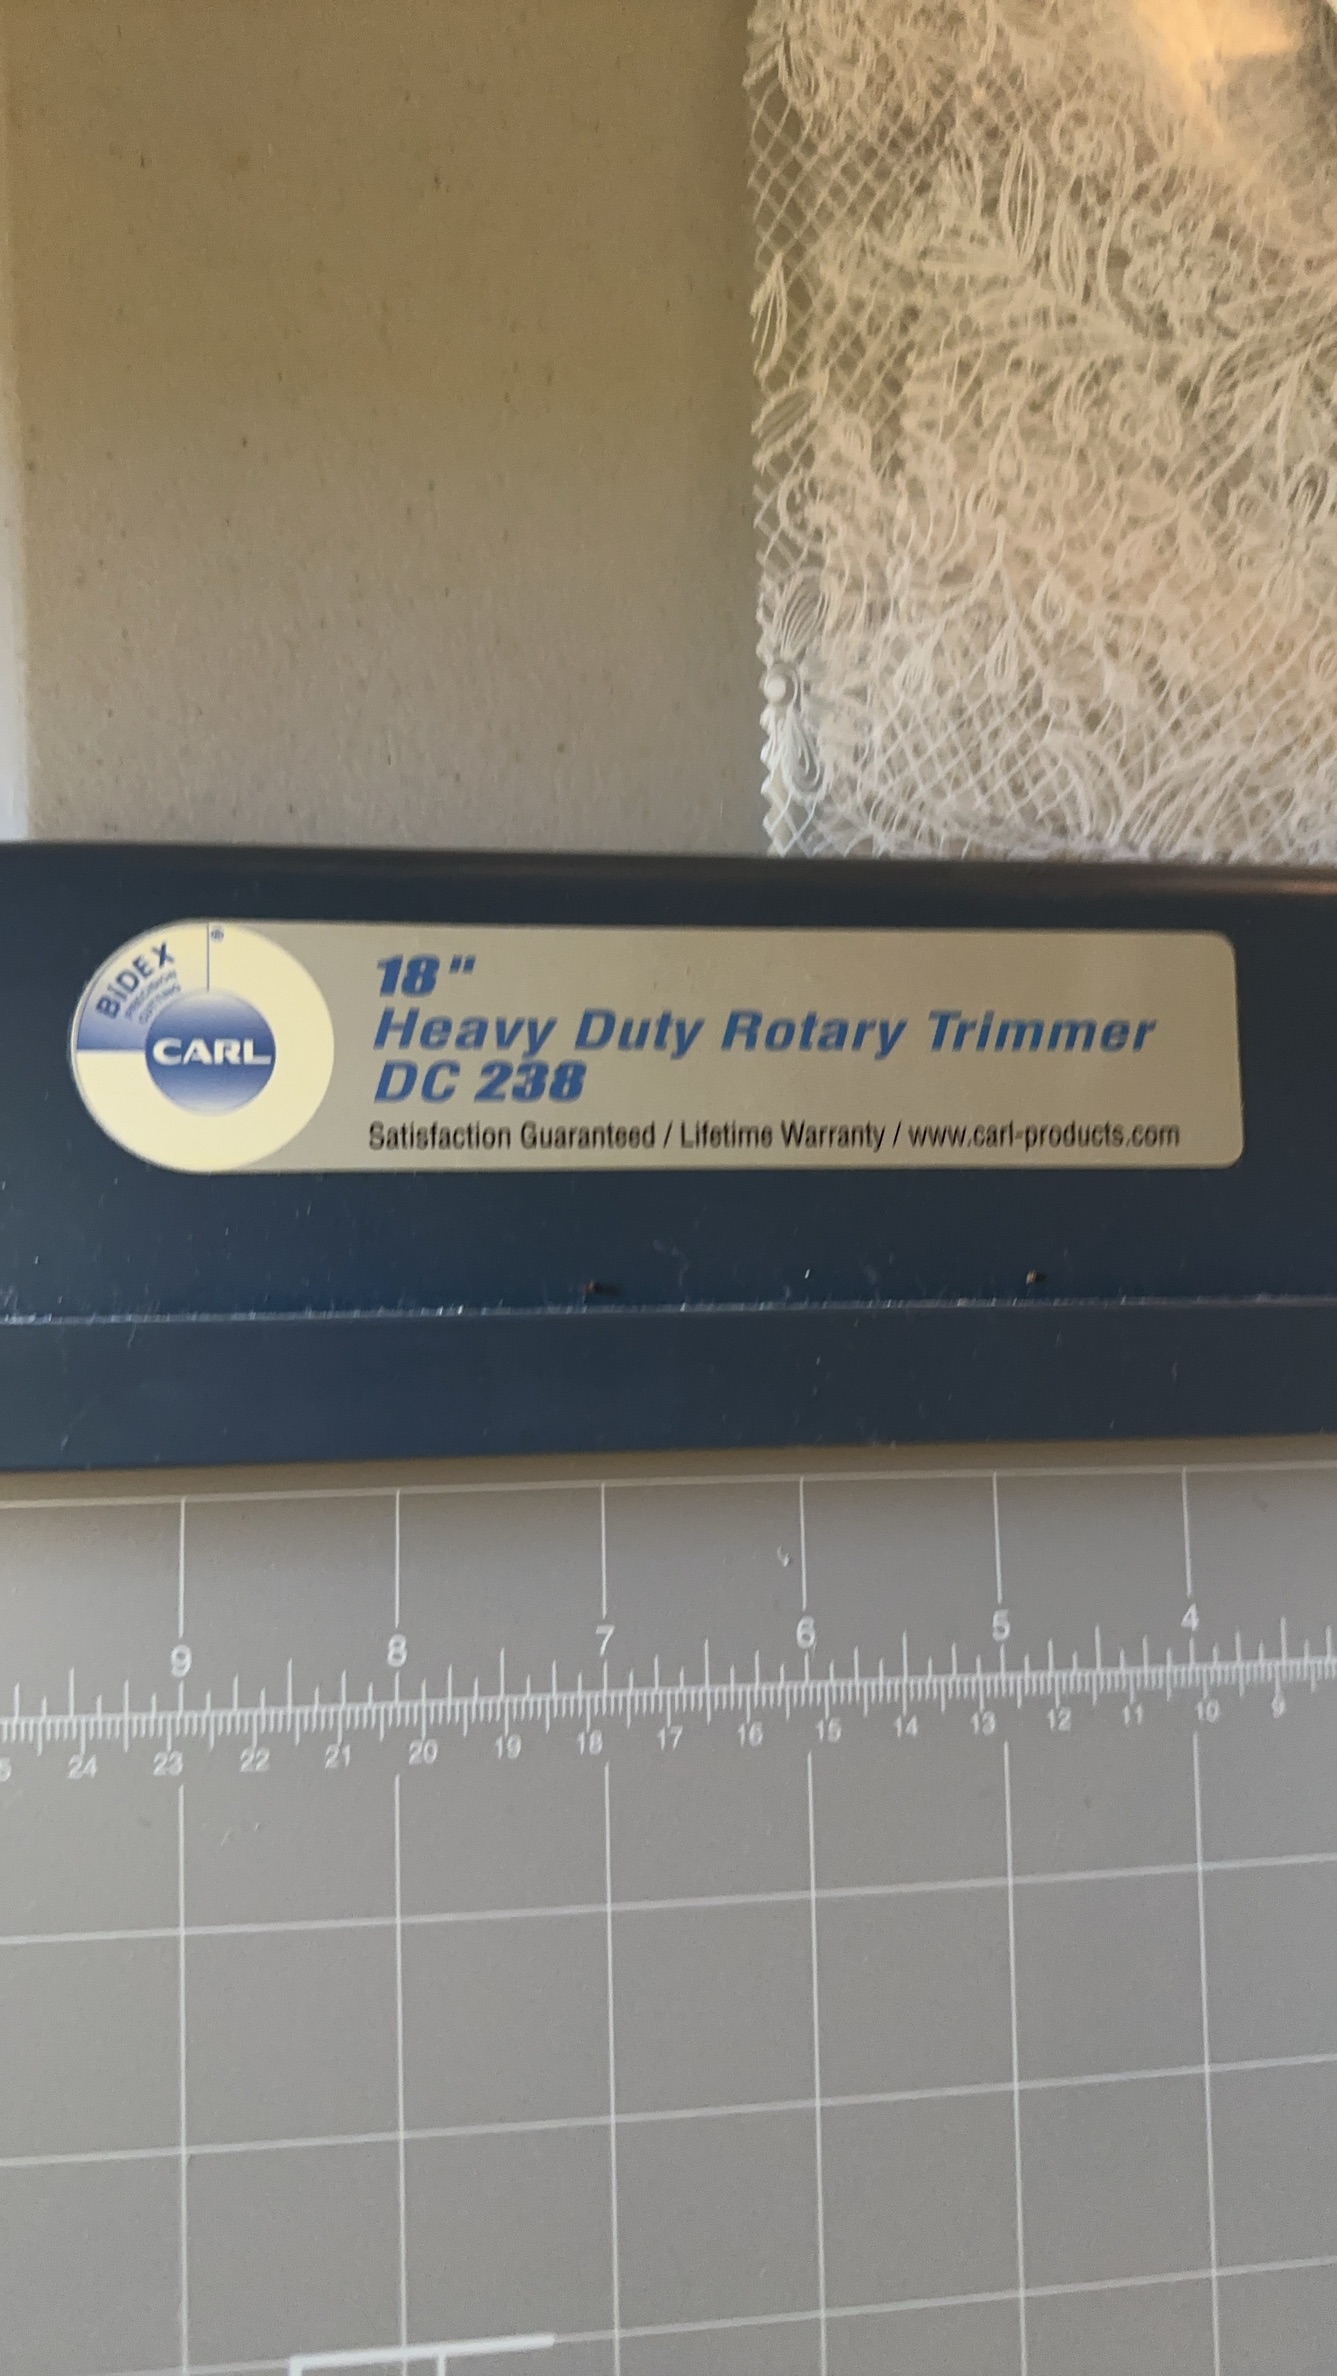 BIDEX ®
PRECISION
CUTTING
CARL
18"
Heavy Duty Rotary Trimmer
DC 238
Satisfaction Guaranteed / Lifetime Warranty / www.carl-products.com
9 8 7 6 5 4
24 23 22 21 20 19 18 17 16 15 14 13 12 11 10 9